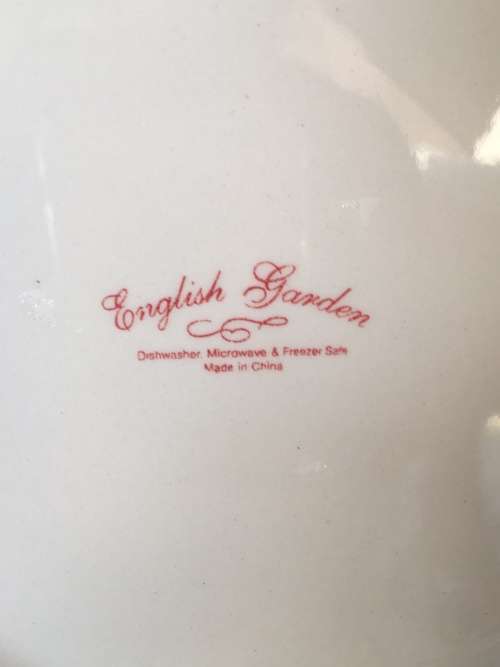 English Garden
Dishwasher, Microwave & Freezer Safe
Made in China